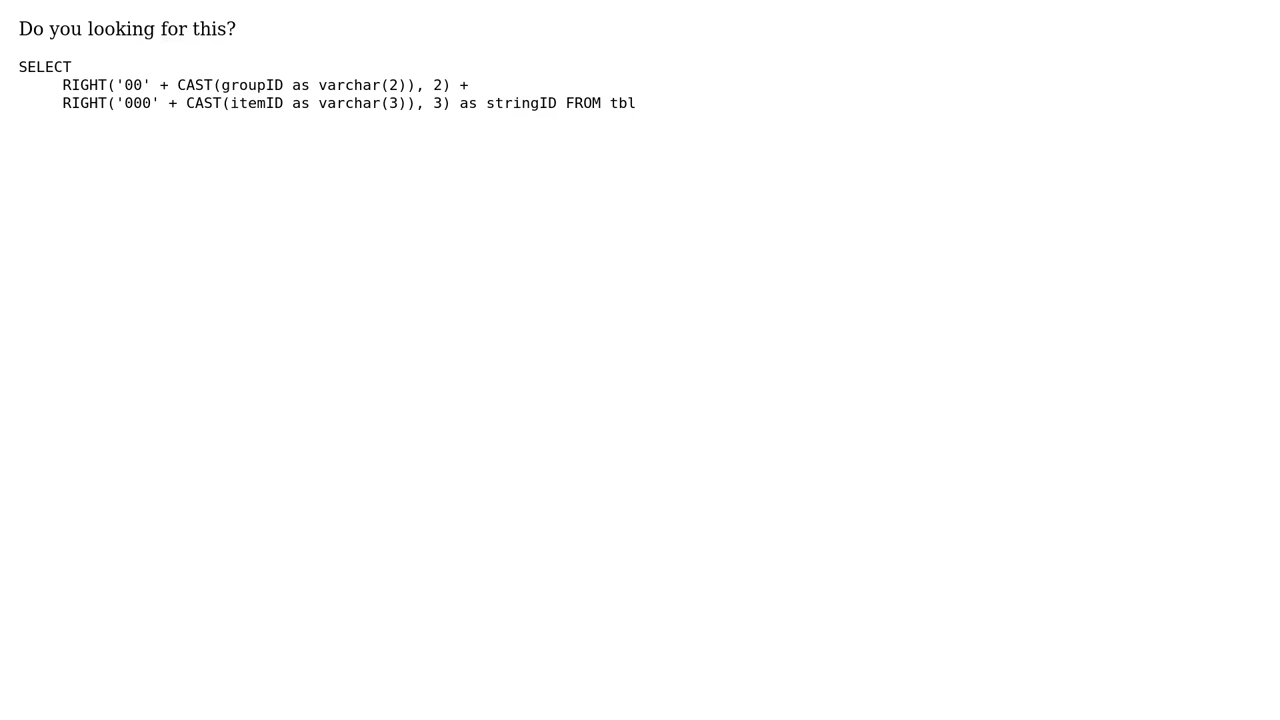 Do you looking for this?
SELECT
     RIGHT('00' + CAST(groupID as varchar(2)), 2) +
     RIGHT('000' + CAST(itemID as varchar(3)), 3) as stringID FROM tbl